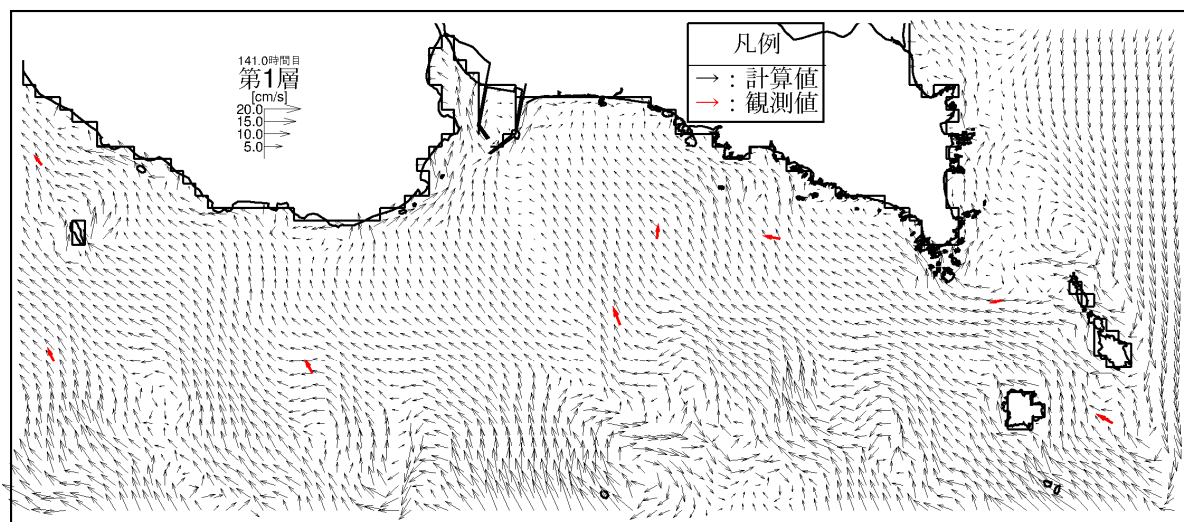 141.0時間目
第1層
[cm/s]
20.0
15.0
10.0
5.0
凡例
→ : 計算値
→ : 観測値